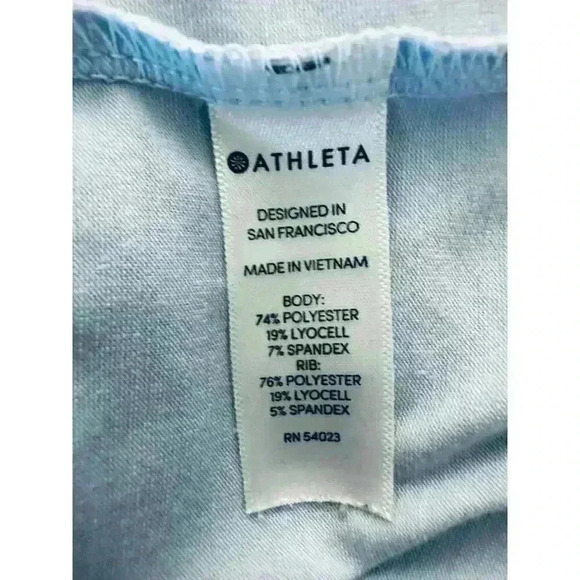 ATHLETA
DESIGNED IN
SAN FRANCISCO
MADE IN VIETNAM
BODY:
74% POLYESTER
19% LYOCELL
7% SPANDEX
RIB:
76% POLYESTER
19% LYOCELL
5% SPANDEX
RN 54023